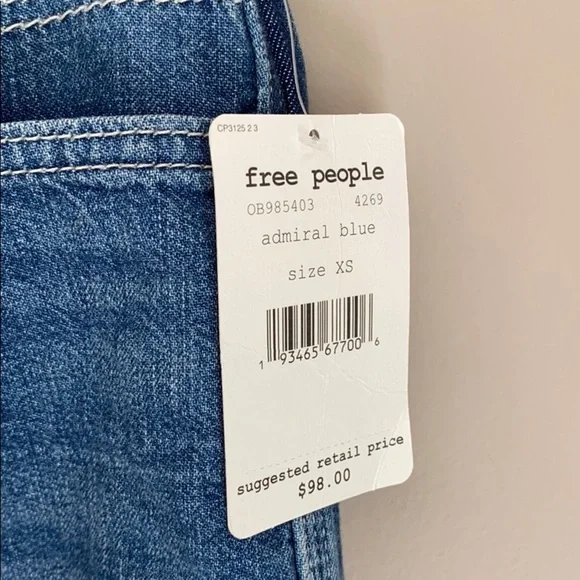 CP3125 2 3
free people
OB985403 4269
admiral blue
size XS
1 93465 67700 6
suggested retail price
$98.00